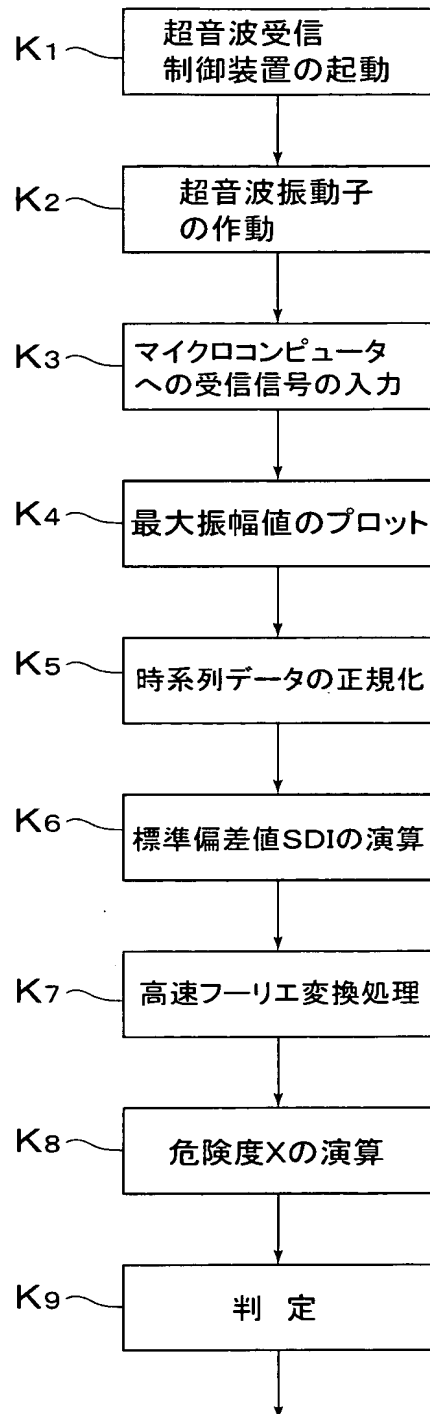 K1
超音波受信
制御装置の起動
K2
超音波振動子
の作動
K3
マイクロコンピュータ
への受信信号の入力
K4
最大振幅値のプロット
K5
時系列データの正規化
K6
標準偏差値SDIの演算
K7
高速フーリエ変換処理
K8
危険度Xの演算
K9
判 定